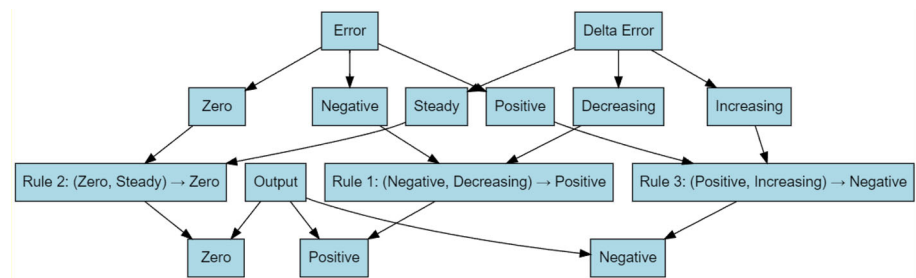 Error
Delta Error
Zero
Negative
Steady
Positive
Decreasing
Increasing
Rule 2: (Zero, Steady) → Zero
Output
Rule 1: (Negative, Decreasing) → Positive
Rule 3: (Positive, Increasing) → Negative
Zero
Positive
Negative